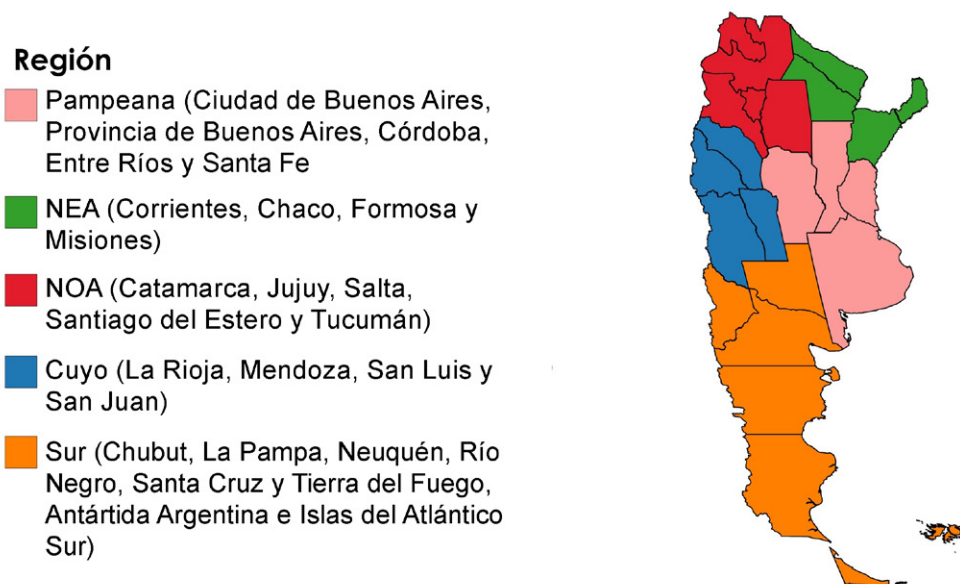 Región
Pampeana (Ciudad de Buenos Aires,
Provincia de Buenos Aires, Córdoba,
Entre Ríos y Santa Fe
NEA (Corrientes, Chaco, Formosa y
Misiones)
NOA (Catamarca, Jujuy, Salta,
Santiago del Estero y Tucumán)
Cuyo (La Rioja, Mendoza, San Luis y
San Juan)
Sur (Chubut, La Pampa, Neuquén, Río
Negro, Santa Cruz y Tierra del Fuego,
Antártida Argentina e Islas del Atlántico
Sur)